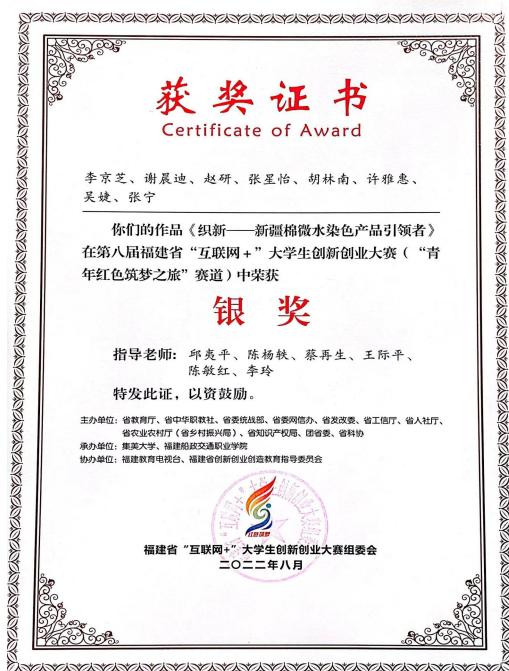 获奖证书
Certificate of Award
李京芝、谢晨迪、赵研、张星怡、胡林南、许雅惠、
吴婕、张宁
你们的作品《织新——新疆棉微水染色产品引领者》
在第八届福建省“互联网+”大学生创新创业大赛（“青
年红色筑梦之旅”赛道）中荣获
银奖
指导老师：邱夷平、陈杨轶、蔡再生、王际平、
陈敏红、李玲
特发此证，以资鼓励。
主办单位：省教育厅、省中华职教社、省委统战部、省委网信办、省发改委、省工信厅、省人社厅、
省农业农村厅（省乡村振兴局）、省知识产权局、团省委、省科协
承办单位：集美大学、福建船政交通职业学院
协办单位：福建教育电视台、福建省创新创业创造教育指导委员会
福建省“互联网+”大学生创新创业大赛组委会
二〇二二年八月